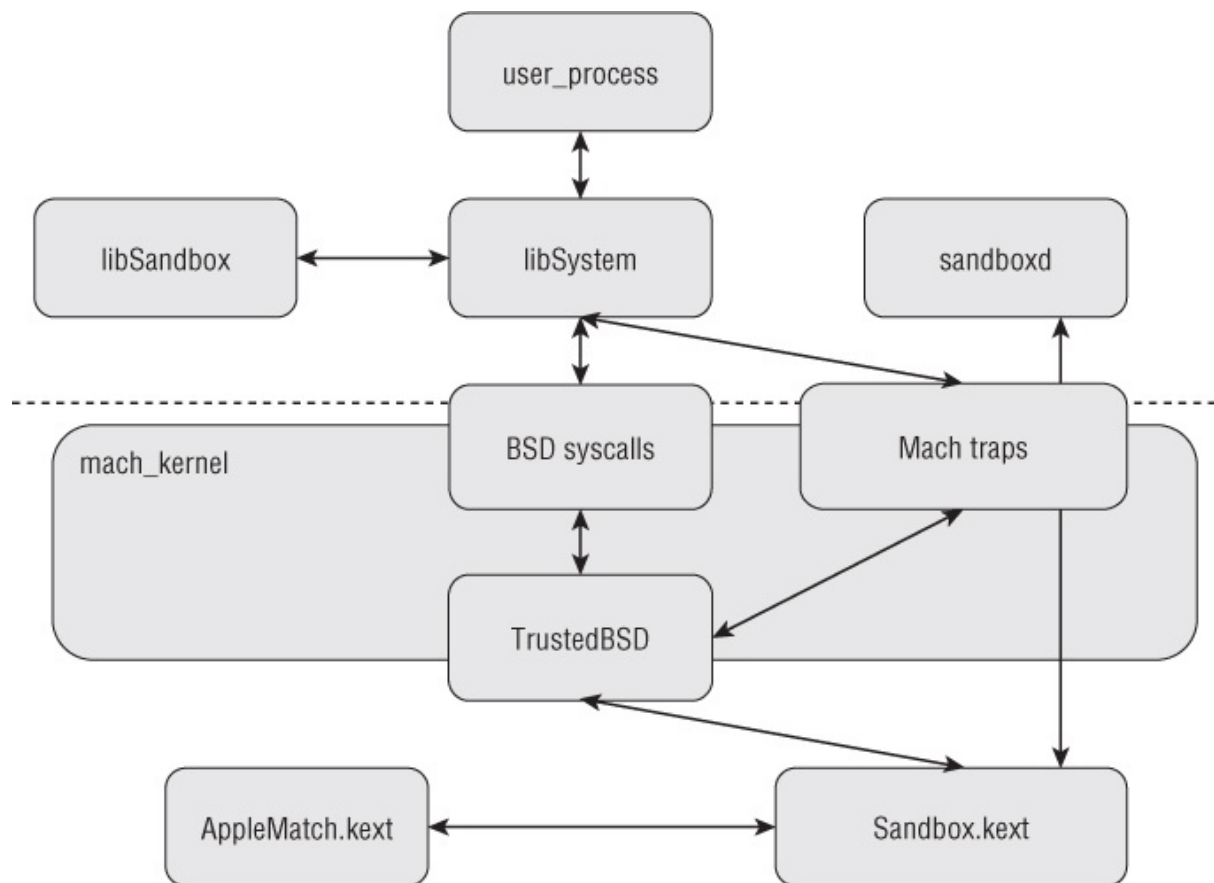 user_process
libSandbox
libSystem
sandboxd
mach_kernel
BSD syscalls
Mach traps
TrustedBSD
AppleMatch.kext
Sandbox.kext